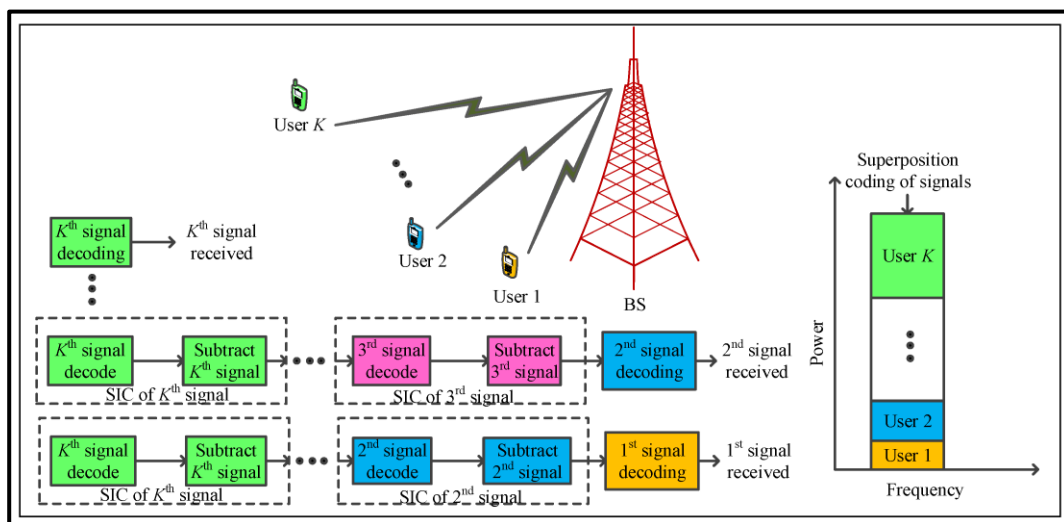 User K
User 2
User 1
BS
Kth signal
decoding
Kth signal
received
Kth signal
decode
Subtract
Kth signal
SIC of Kth signal
3rd signal
decode
Subtract
3rd signal
SIC of 3rd signal
2nd signal
decoding
2nd signal
received
Kth signal
decode
Subtract
Kth signal
SIC of Kth signal
2nd signal
decode
Subtract
2nd signal
SIC of 2nd signal
1st signal
decoding
1st signal
received
Superposition
coding of signals
Power
User K
User 2
User 1
Frequency